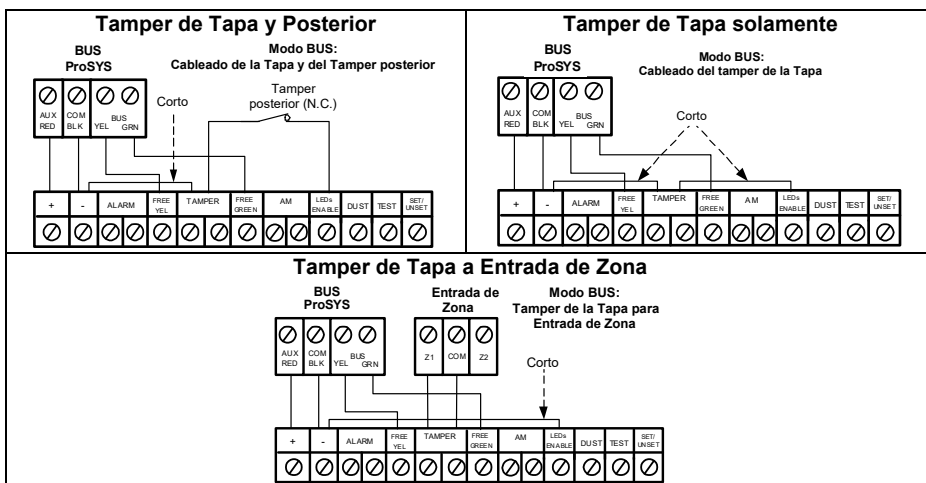 Tamper de Tapa y Posterior
BUS
ProSYS
Modo BUS:
Cableado de la Tapa y del Tamper posterior
AUX
RED
COM
BLK
BUS
YEL
GRN
Corto
Tamper
posterior (N.C.)
+
-
ALARM
FREE
YEL
TAMPER
FREE
GREEN
AM
LEDs
ENABLE
DUST
TEST
SET/
UNSET
Tamper de Tapa solamente
BUS
ProSYS
Modo BUS:
Cableado del tamper de la Tapa
AUX
RED
COM
BLK
BUS
YEL
GRN
Corto
+
-
ALARM
FREE
YEL
TAMPER
FREE
GREEN
AM
LEDs
ENABLE
DUST
TEST
SET/
UNSET
Tamper de Tapa a Entrada de Zona
BUS
ProSYS
Entrada de
Zona
Modo BUS:
Tamper de la Tapa para
Entrada de Zona
AUX
RED
COM
BLK
BUS
YEL
GRN
Z1
COM
Z2
Corto
+
-
ALARM
FREE
YEL
TAMPER
FREE
GREEN
AM
LEDs
ENABLE
DUST
TEST
SET/
UNSET